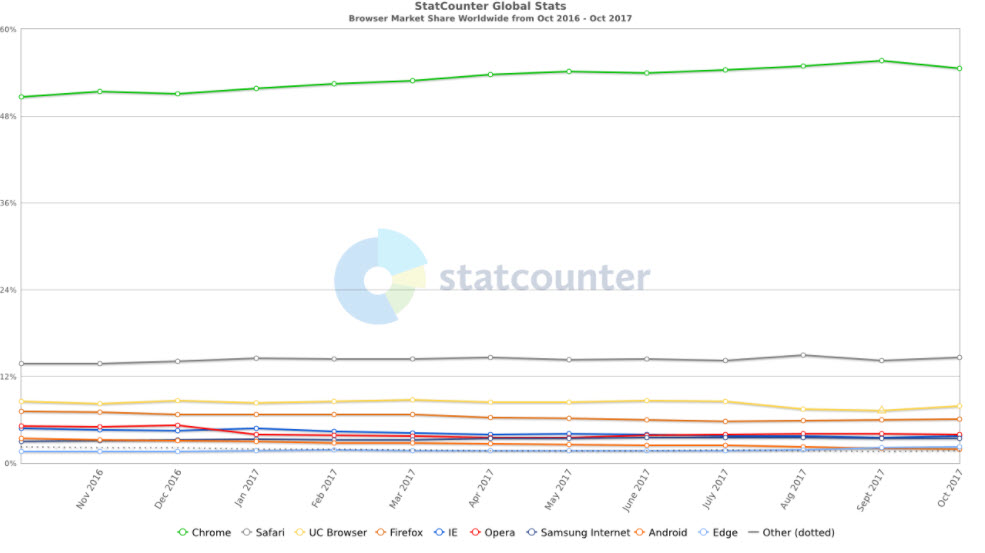 StatCounter Global Stats
Browser Market Share Worldwide from Oct 2016 - Oct 2017
60%
48%
36%
24%
12%
0%
statcounter
Nov 2016
Dec 2016
Jan 2017
Feb 2017
Mar 2017
Apr 2017
May 2017
June 2017
July 2017
Aug 2017
Sept 2017
Oct 2017
Chrome Safari UC Browser Firefox IE Opera Samsung Internet Android Edge Other (dotted)